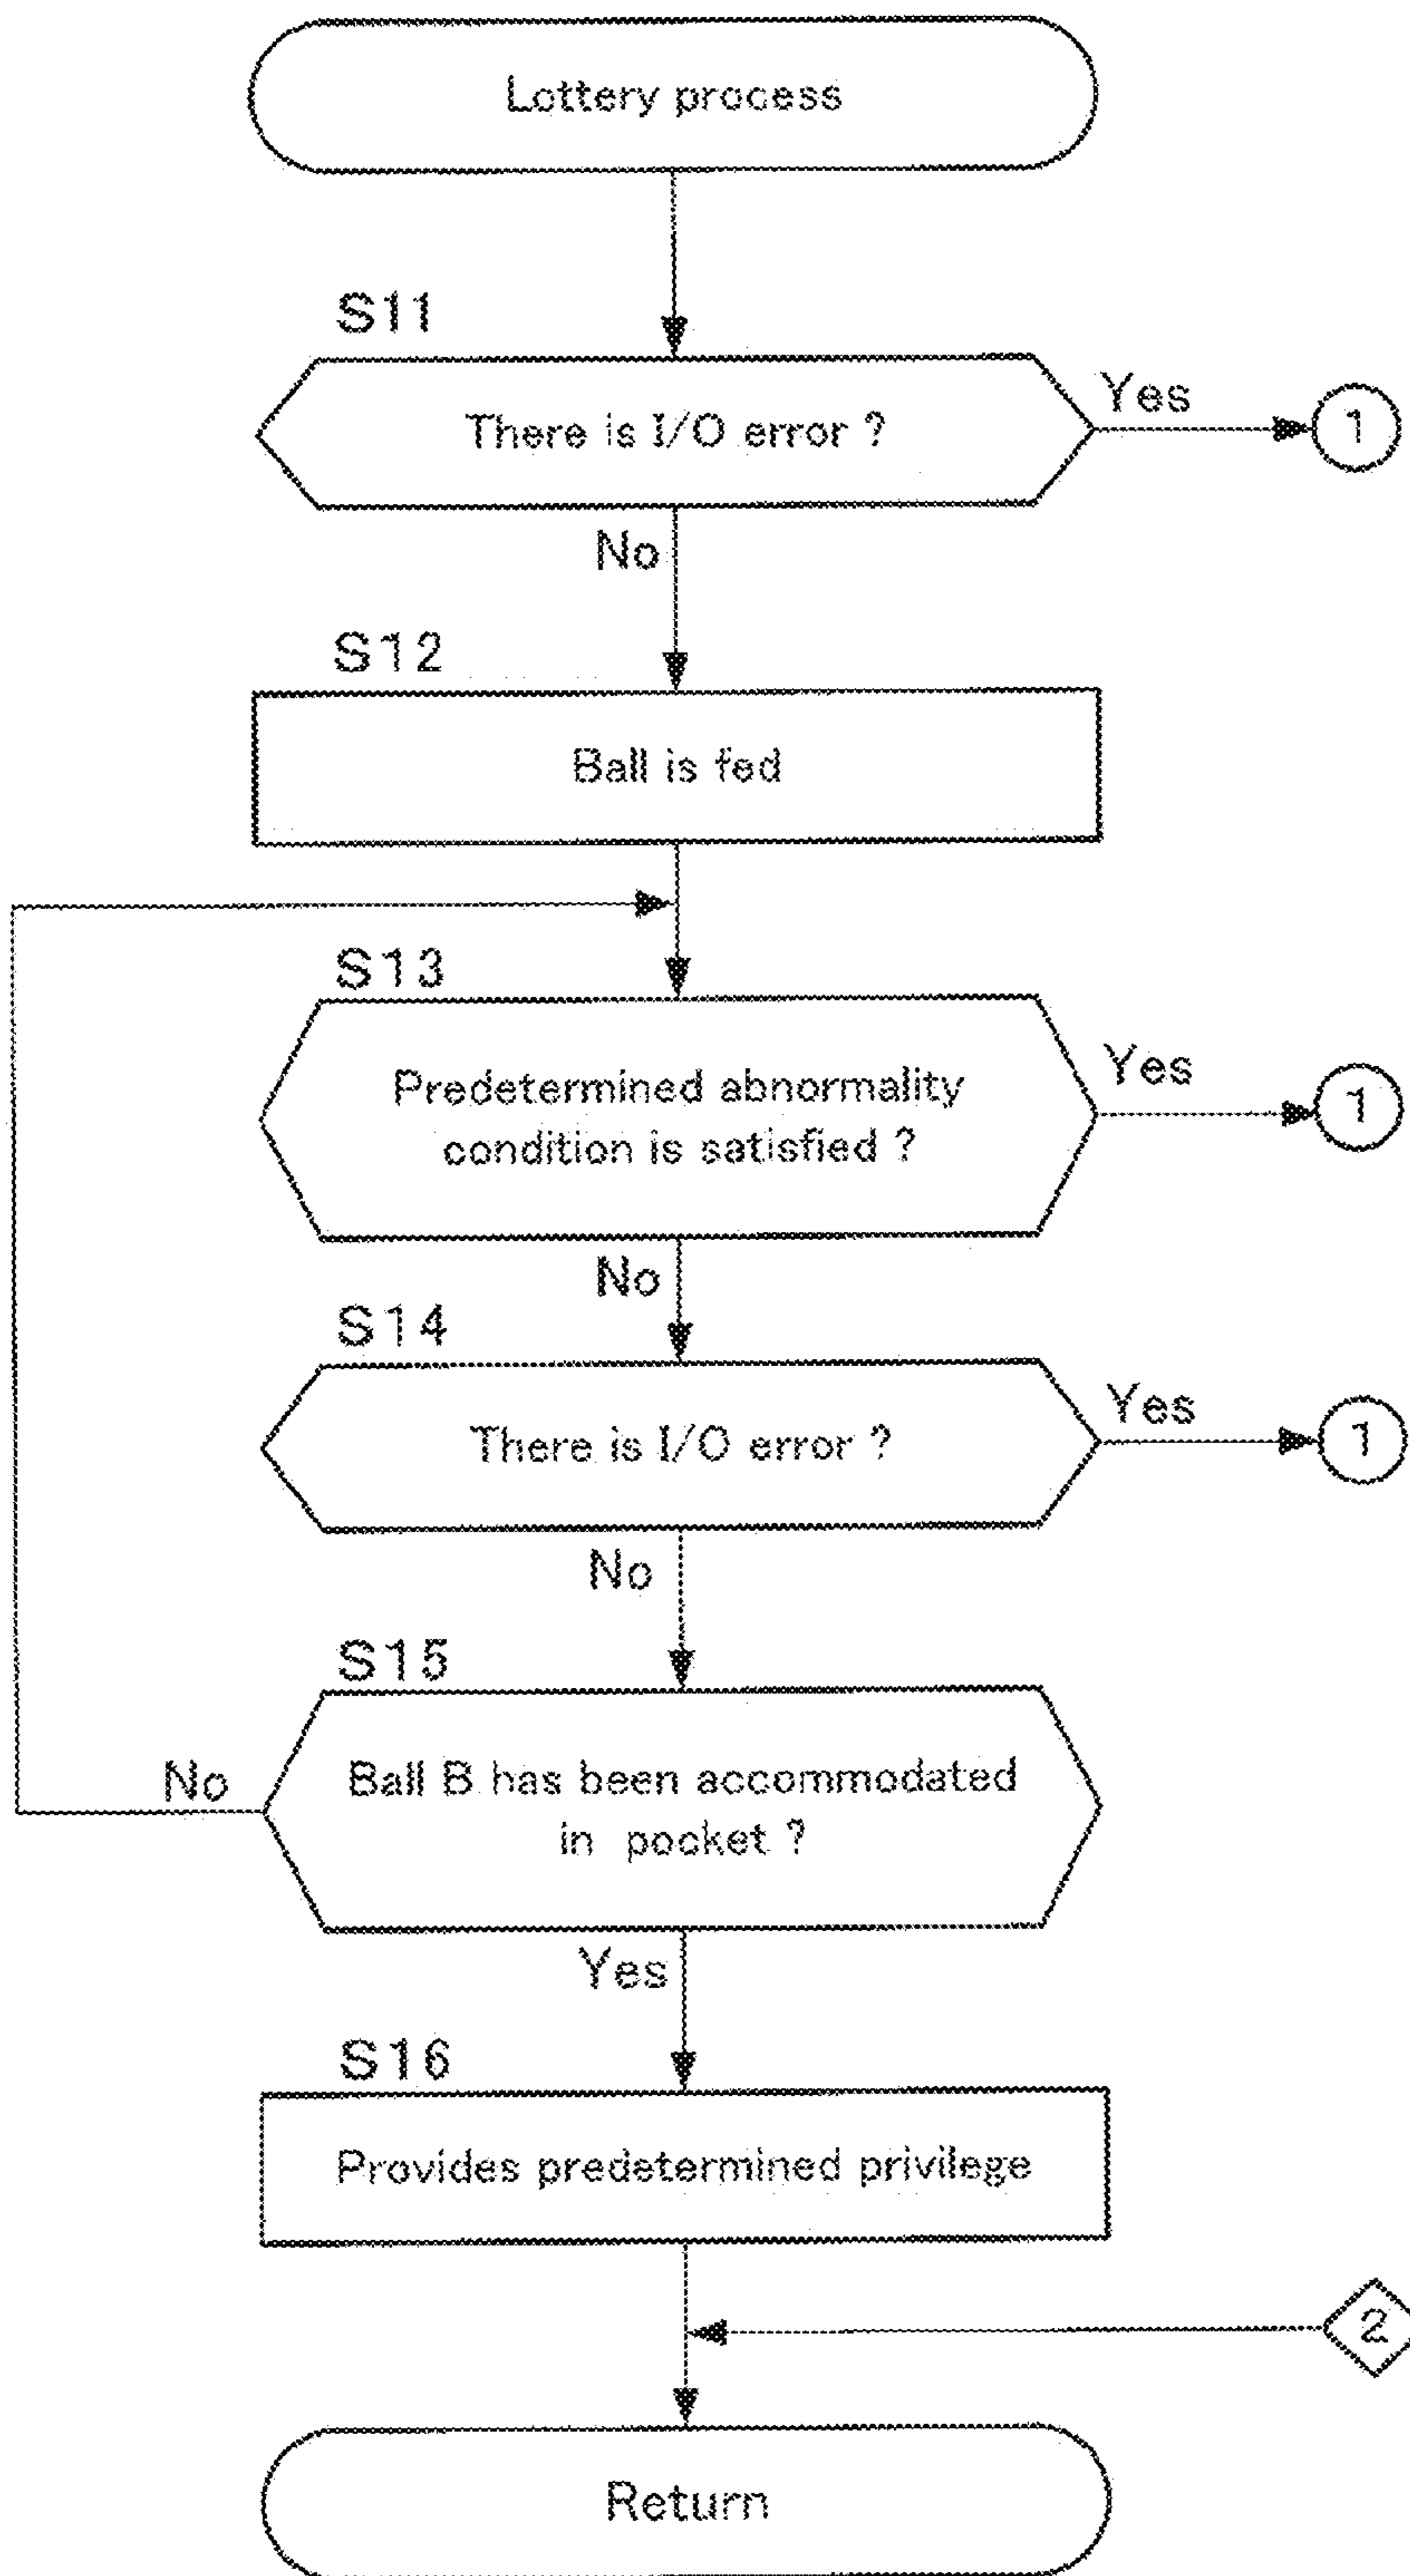 Lottery process
S11
There is I/O error ?
Yes
1
No
S12
Ball is fed
S13
Predetermined abnormality
condition is satisfied ?
Yes
1
No
S14
There is I/O error ?
Yes
1
No
S15
Ball B has been accommodated
in pocket ?
No
Yes
S16
Provides predetermined privilege
2
Return